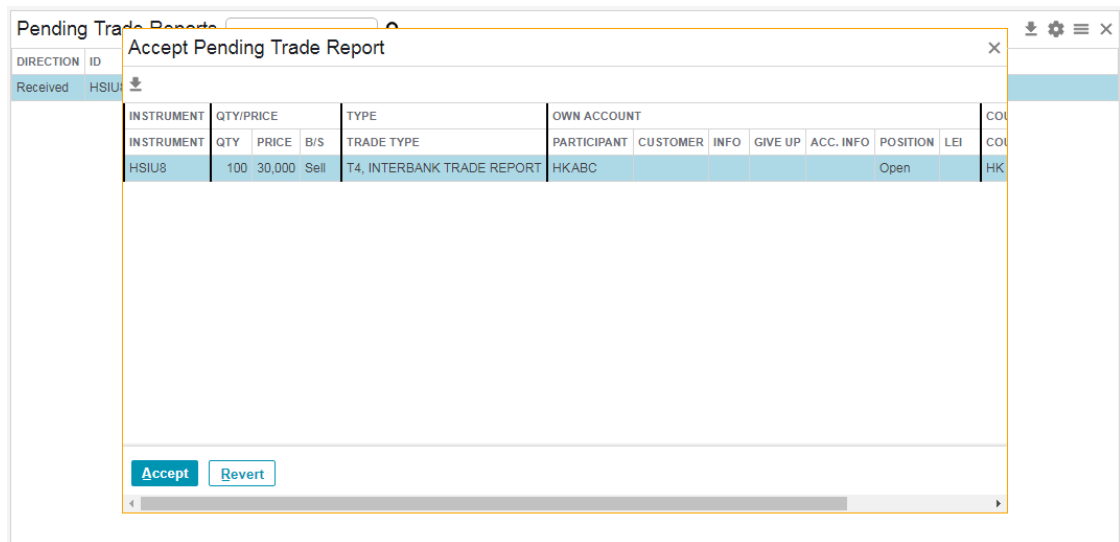 Pending Trade Reports
Accept Pending Trade Report
DIRECTION ID
Received HSIU
INSTRUMENT QTY/PRICE TYPE OWN ACCOUNT
INSTRUMENT QTY PRICE B/S TRADE TYPE PARTICIPANT CUSTOMER INFO GIVE UP ACC. INFO POSITION LEI
HSIU8 100 30,000 Sell T4, INTERBANK TRADE REPORT HKABC Open HK
Accept Revert